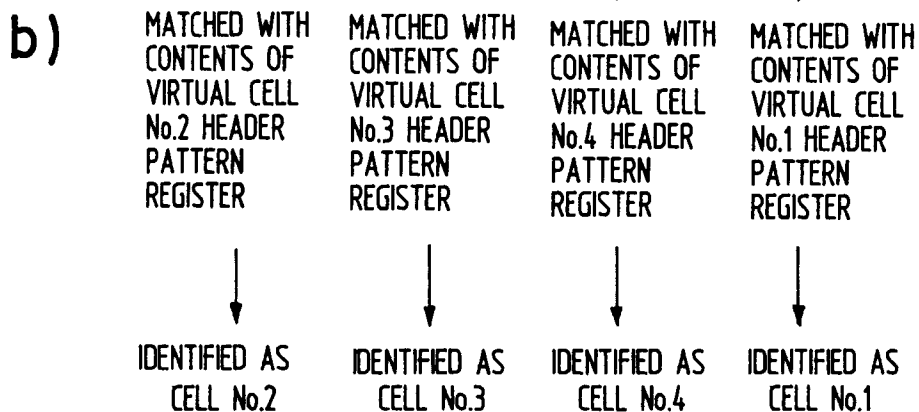 b)
MATCHED WITH
CONTENTS OF
VIRTUAL CELL
No.2 HEADER
PATTERN
REGISTER
IDENTIFIED AS
CELL No.2
MATCHED WITH
CONTENTS OF
VIRTUAL CELL
No.3 HEADER
PATTERN
REGISTER
IDENTIFIED AS
CELL No.3
MATCHED WITH
CONTENTS OF
VIRTUAL CELL
No.4 HEADER
PATTERN
REGISTER
IDENTIFIED AS
CELL No.4
MATCHED WITH
CONTENTS OF
VIRTUAL CELL
No.1 HEADER
PATTERN
REGISTER
IDENTIFIED AS
CELL No.1